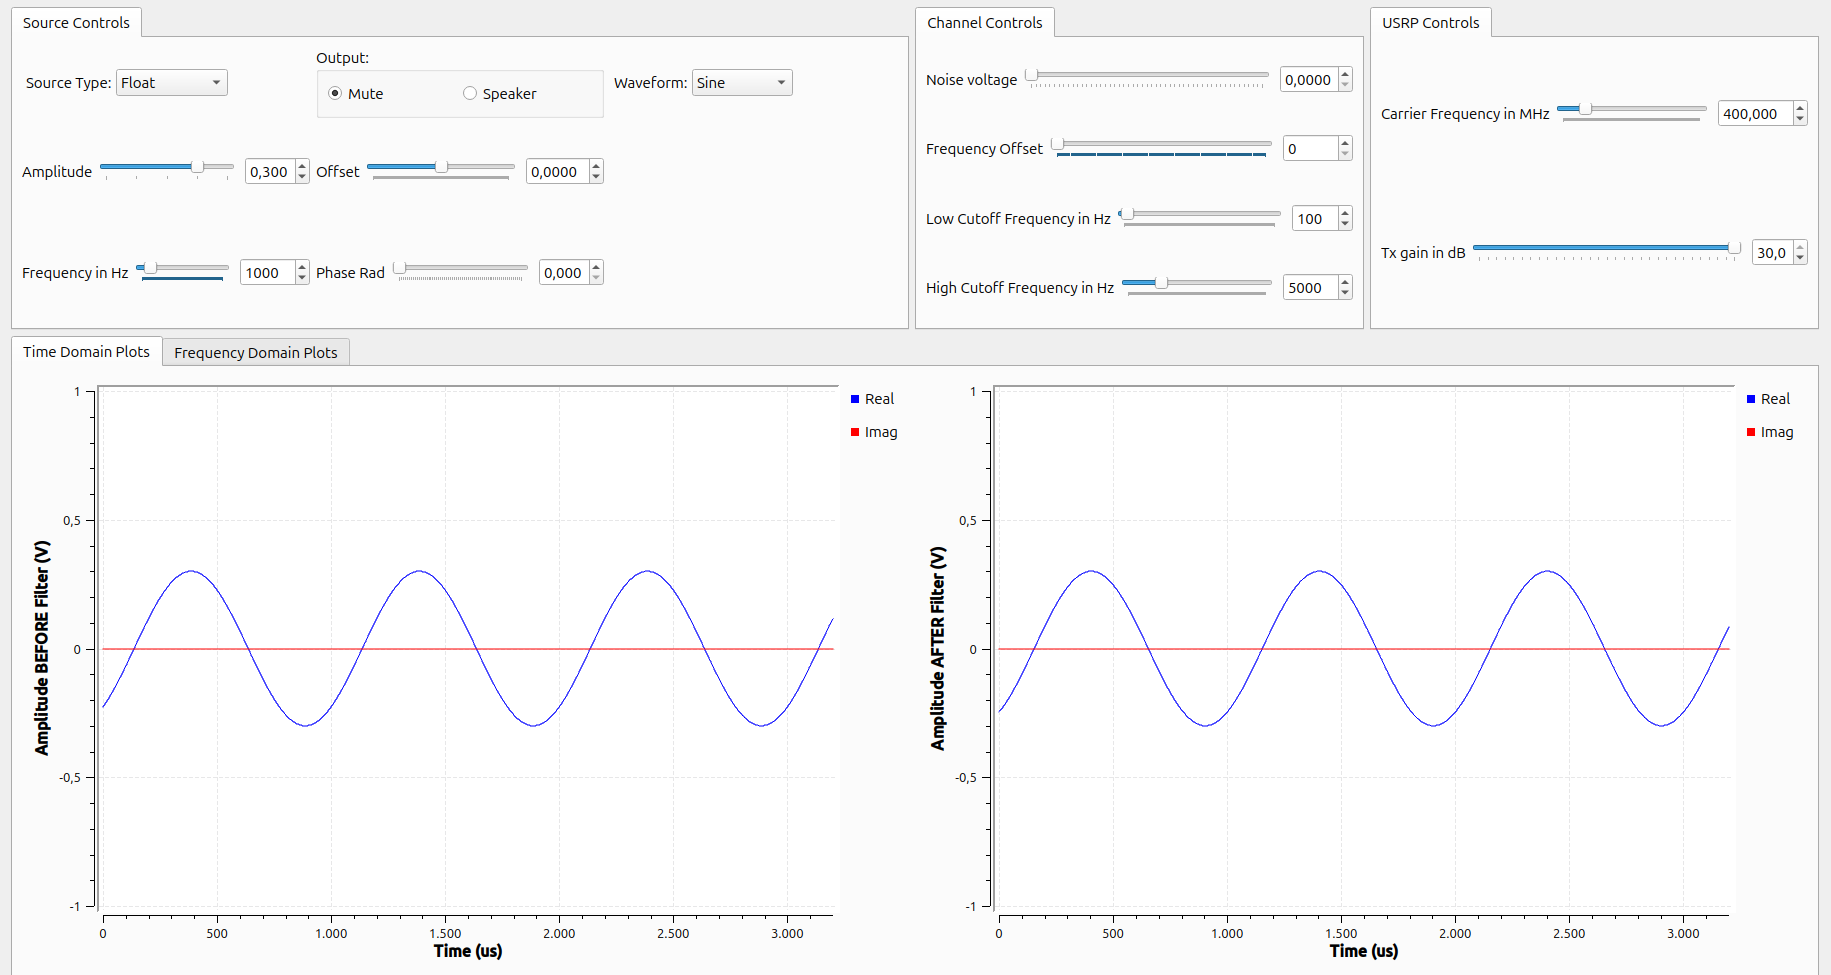 Source Controls
Source Type: Float
Output:
Mute
Speaker
Waveform: Sine
Amplitude 0,300
Offset 0,0000
Frequency in Hz 1000
Phase Rad 0,000
Channel Controls
Noise voltage 0,0000
Frequency Offset 0
Low Cutoff Frequency in Hz 100
High Cutoff Frequency in Hz 5000
USRP Controls
Carrier Frequency in MHz 400,000
Tx gain in dB 30,0
Time Domain Plots
Frequency Domain Plots
Amplitude BEFORE Filter (V)
1
0,5
0
-0,5
-1
0 500 1.000 1.500 2.000 2.500 3.000
Time (us)
Real
Imag
Amplitude AFTER Filter (V)
1
0,5
0
-0,5
-1
0 500 1.000 1.500 2.000 2.500 3.000
Time (us)
Real
Imag